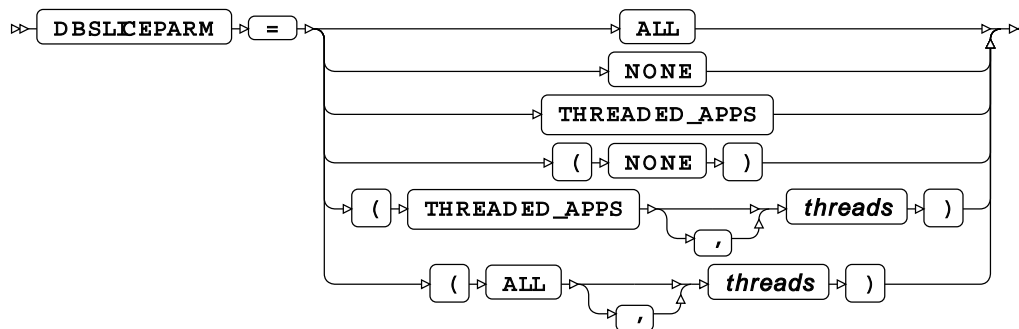 DBSLICEPARM = ALL
NONE
THREADED_APPS
( NONE )
( THREADED_APPS , threads )
( ALL , threads )